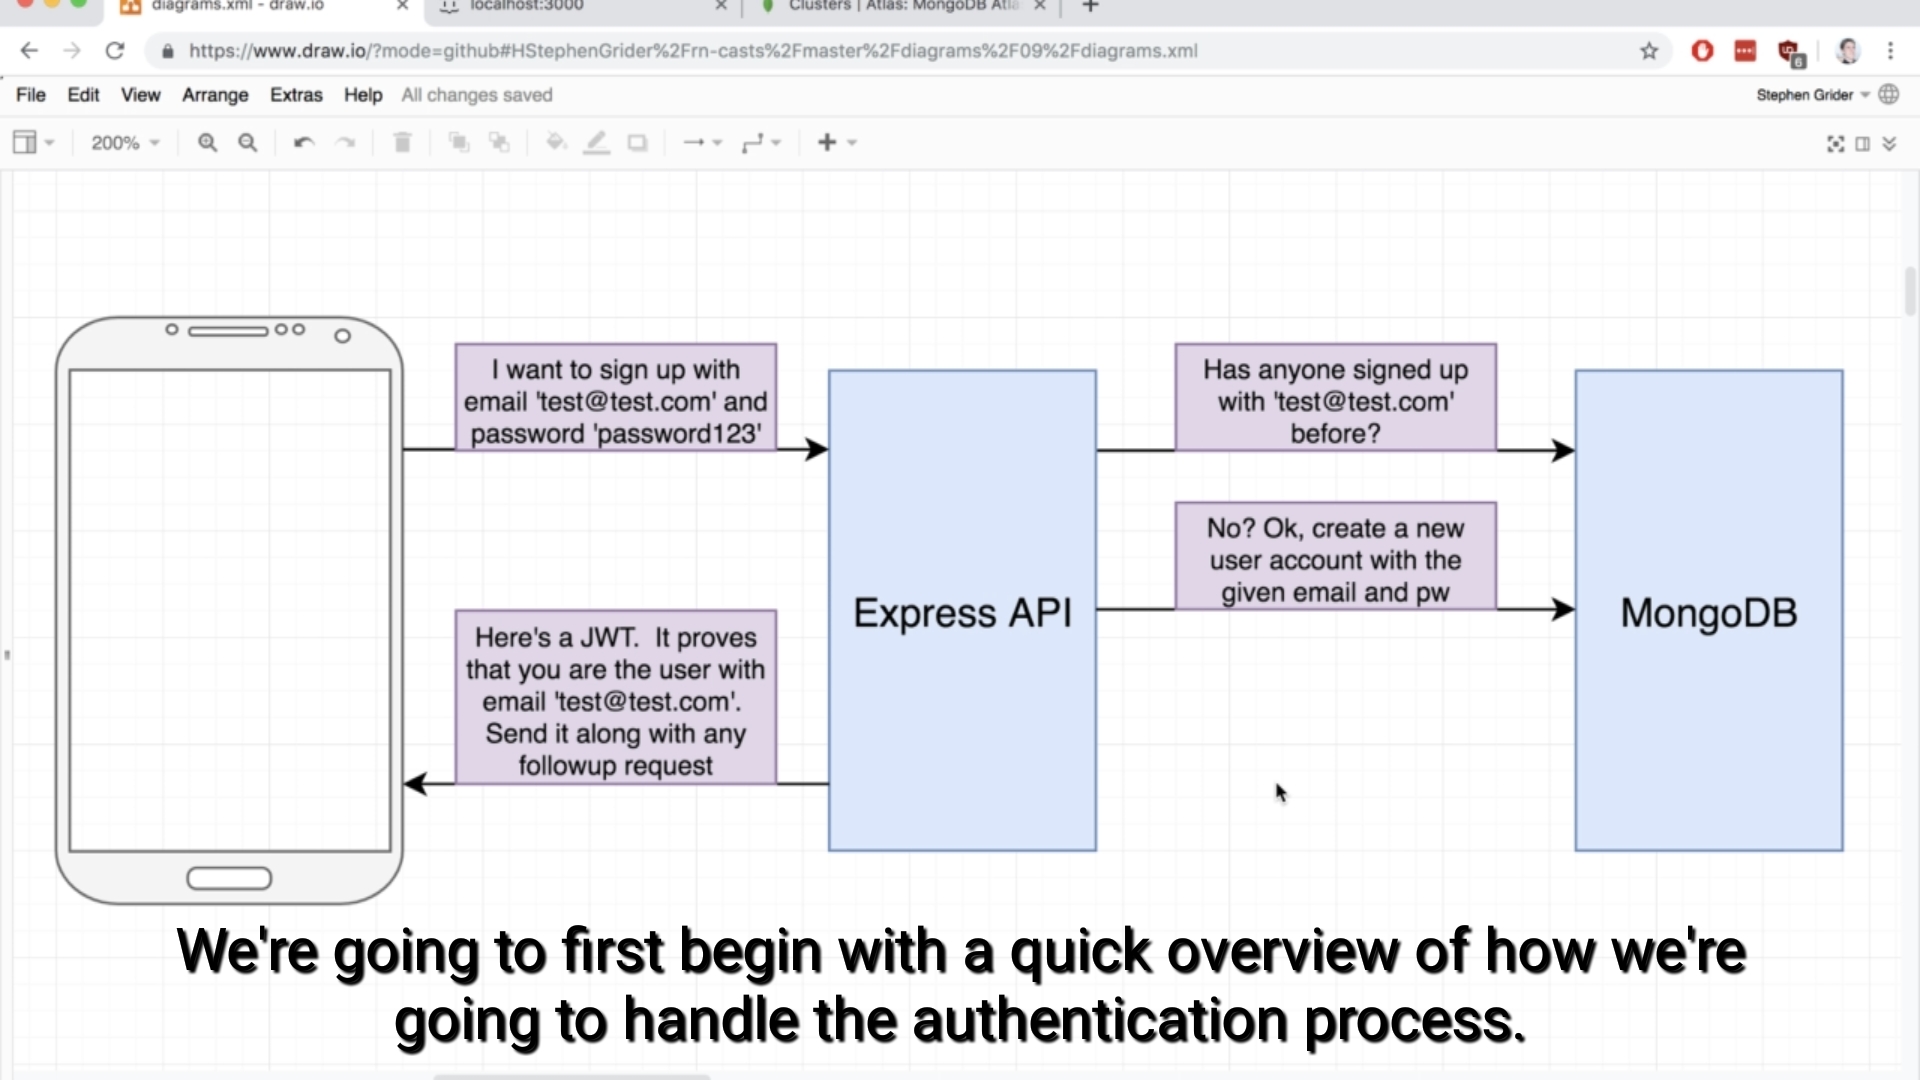 diagrams.xml - draw.io
localhost:3000
Clusters | Atlas: MongoDB Atla
https://www.draw.io/?mode=github#HStephenGrider%2Frn-casts%2Fmaster%2Fdiagrams%2F09%2Fdiagrams.xml
6
File Edit View Arrange Extras Help All changes saved
Stephen Grider
200%
I want to sign up with
email 'test@test.com' and
password 'password123'
Has anyone signed up
with 'test@test.com'
before?
No? Ok, create a new
user account with the
given email and pw
Express API
MongoDB
Here's a JWT. It proves
that you are the user with
email 'test@test.com'.
Send it along with any
followup request
We're going to first begin with a quick overview of how we're
going to handle the authentication process.